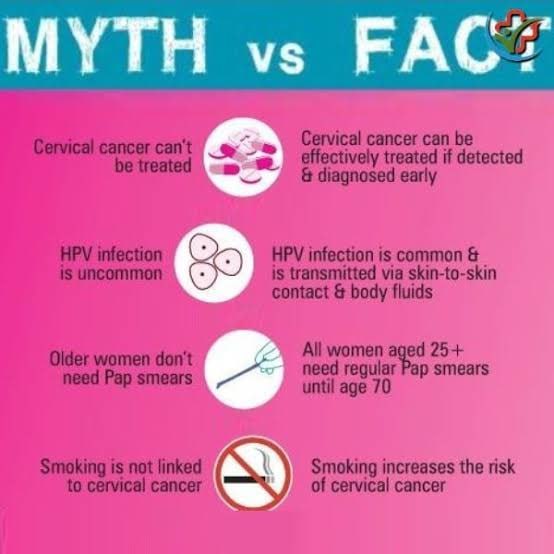 MYTH vs FACT
Cervical cancer can't
be treated
Cervical cancer can be
effectively treated if detected
& diagnosed early
HPV infection
is uncommon
HPV infection is common &
is transmitted via skin-to-skin
contact & body fluids
Older women don't
need Pap smears
All women aged 25+
need regular Pap smears
until age 70
Smoking is not linked
to cervical cancer
Smoking increases the risk
of cervical cancer